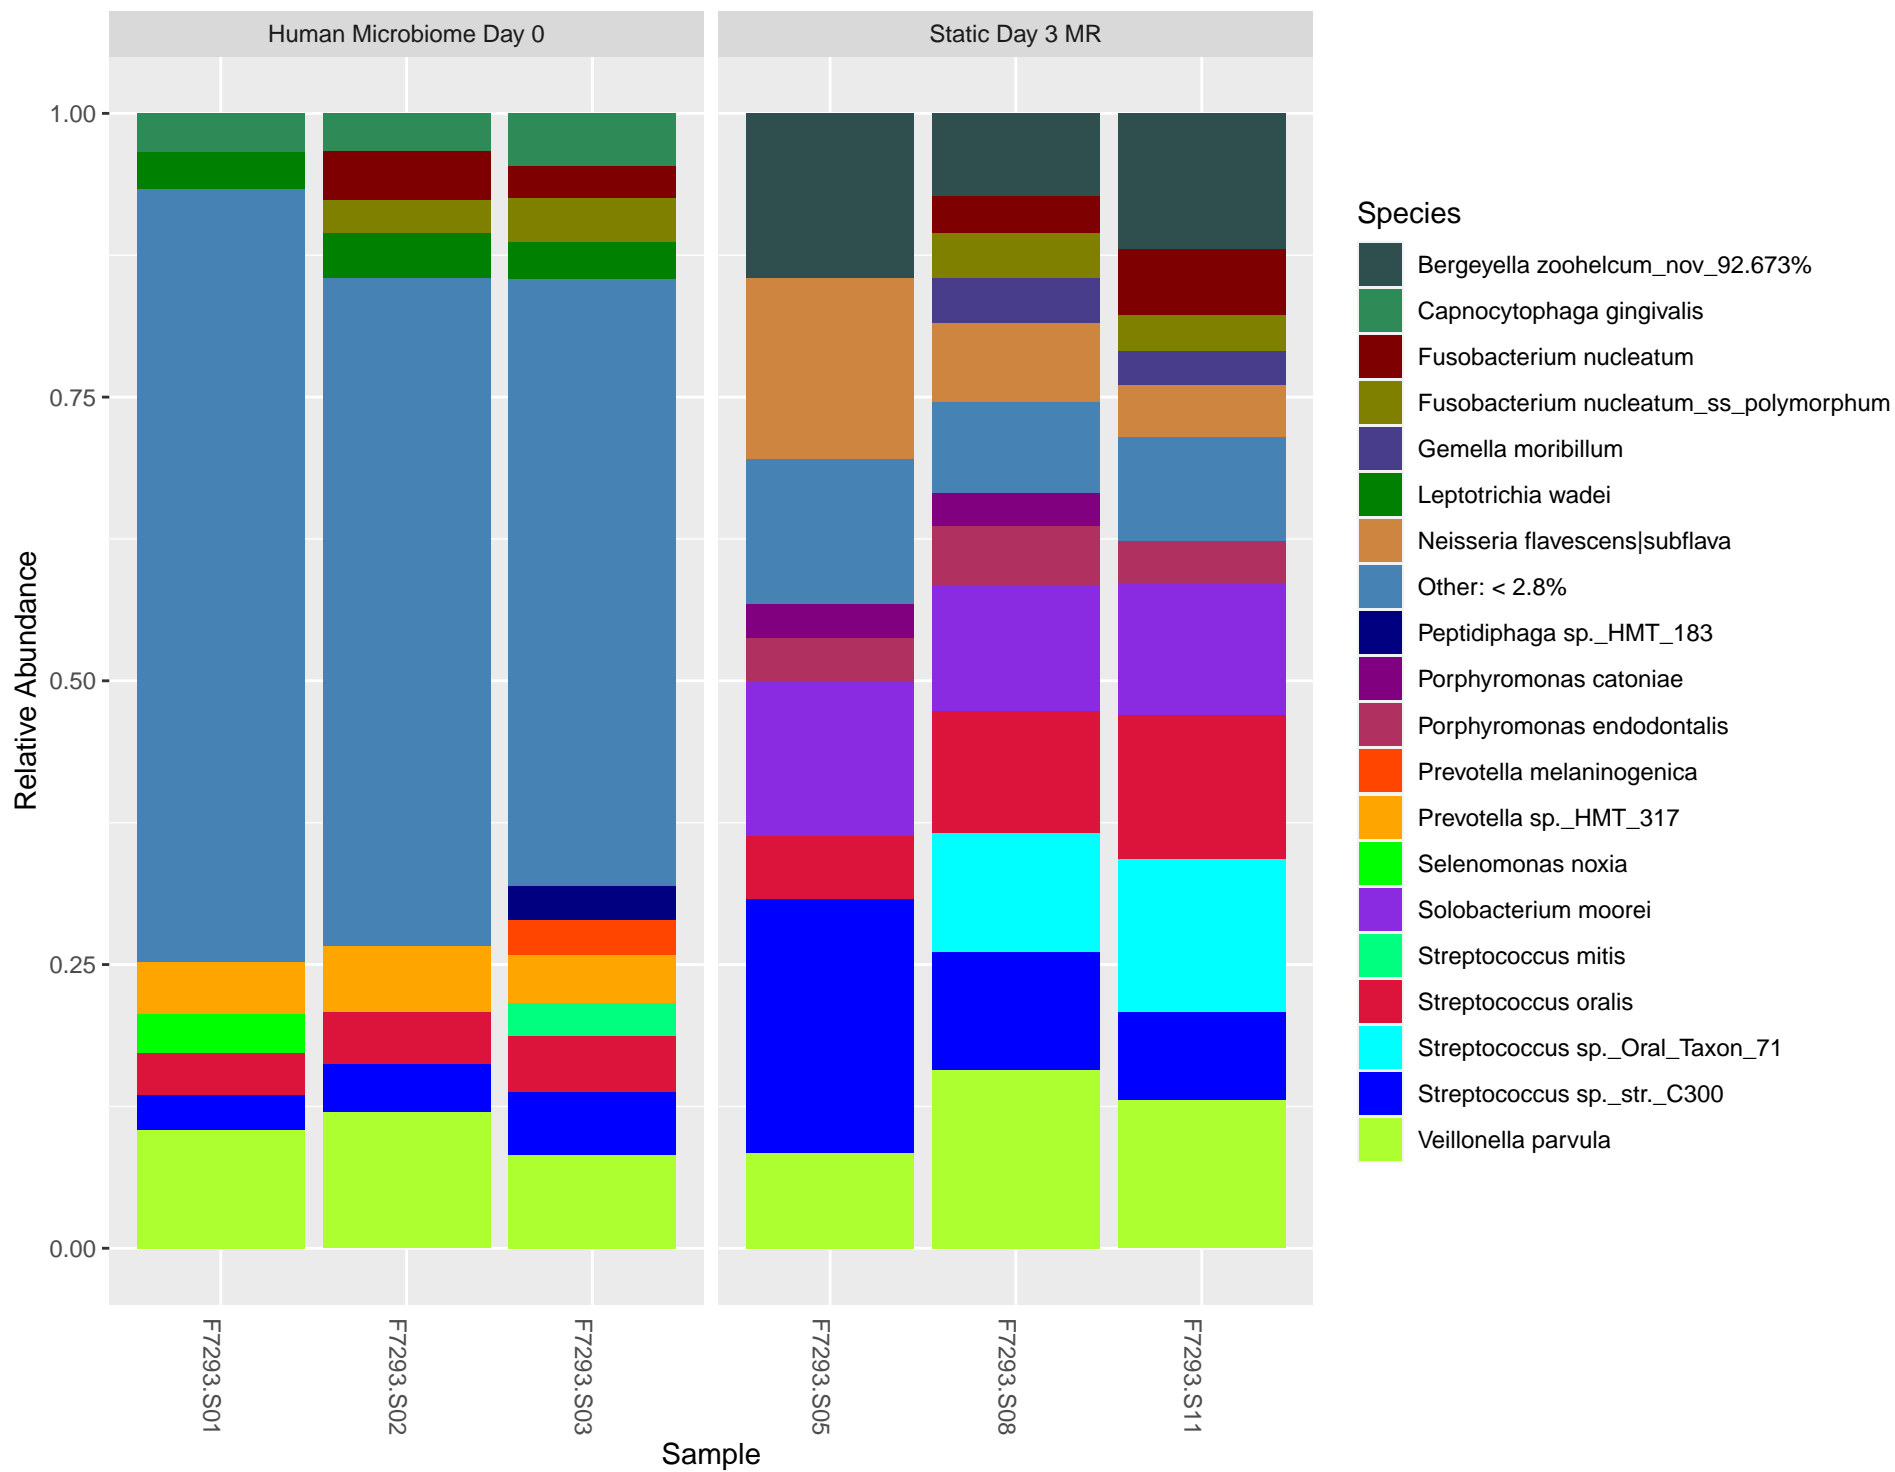 Human Microbiome Day 0
Static Day 3 MR
1.00
0.75
0.50
0.25
0.00
Relative Abundance
F7293.S01
F7293.S02
F7293.S03
F7293.S05
F7293.S08
F7293.S11
Sample
Species
Bergeyella zoohelcum_nov_92.673%
Capnocytophaga gingivalis
Fusobacterium nucleatum
Fusobacterium nucleatum_ss_polymorphum
Gemella moribillum
Leptotrichia wadei
Neisseria flavescens|subflava
Other: < 2.8%
Peptidiphaga sp._HMT_183
Porphyromonas catoniae
Porphyromonas endodontalis
Prevotella melaninogenica
Prevotella sp._HMT_317
Selenomonas noxia
Solobacterium moorei
Streptococcus mitis
Streptococcus oralis
Streptococcus sp._Oral_Taxon_71
Streptococcus sp._str._C300
Veillonella parvula